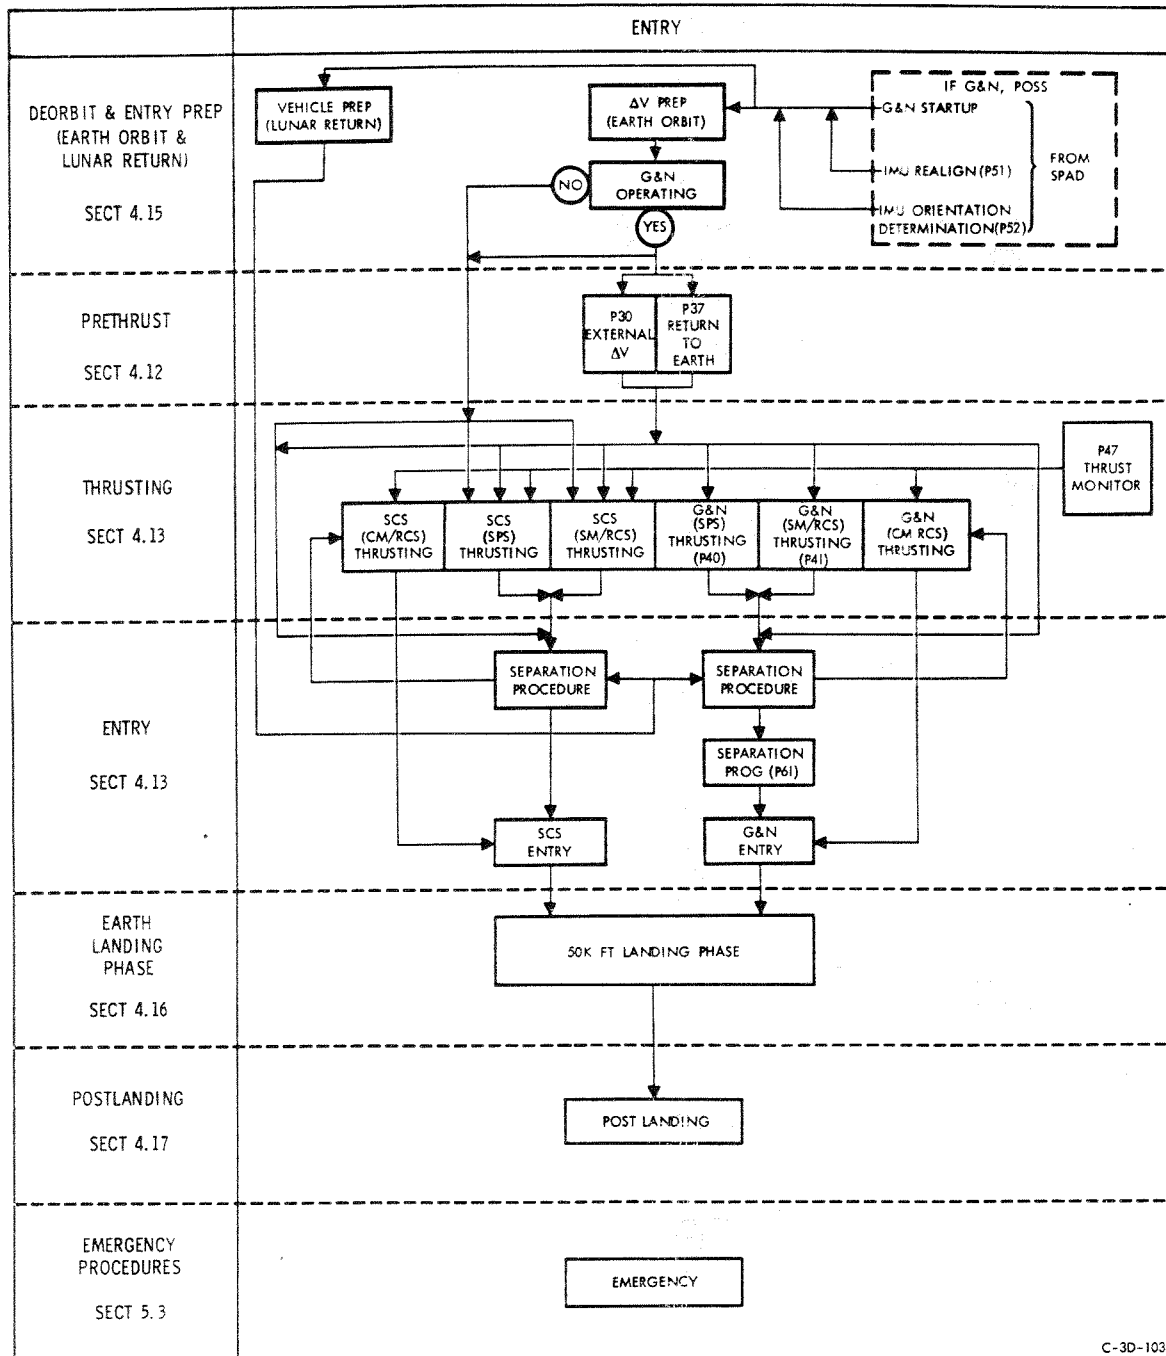 ENTRY
DEORBIT & ENTRY PREP
(EARTH ORBIT &
LUNAR RETURN)
SECT 4.15
VEHICLE PREP
(LUNAR RETURN)
ΔV PREP
(EARTH ORBIT)
NO
G&N
OPERATING
YES
IF G&N, POSS
G&N STARTUP
IMU REALIGN (P51)
IMU ORIENTATION
DETERMINATION(P52)
FROM
SPAD
PRETHRUST
SECT 4.12
P30
EXTERNAL
ΔV
P37
RETURN
TO
EARTH
THRUSTING
SECT 4.13
P47
THRUST
MONITOR
SCS
(CM/RCS)
THRUSTING
SCS
(SPS)
THRUSTING
SCS
(SM/RCS)
THRUSTING
G&N
(SPS)
THRUSTING
(P40)
G&N
(SM/RCS)
THRUSTING
(P41)
G&N
(CM RCS)
THRUSTING
ENTRY
SECT 4.13
SEPARATION
PROCEDURE
SEPARATION
PROCEDURE
SEPARATION
PROG (P61)
SCS
ENTRY
G&N
ENTRY
EARTH
LANDING
PHASE
SECT 4.16
50K FT LANDING PHASE
POSTLANDING
SECT 4.17
POST LANDING
EMERGENCY
PROCEDURES
SECT 5.3
EMERGENCY
C-3D-103